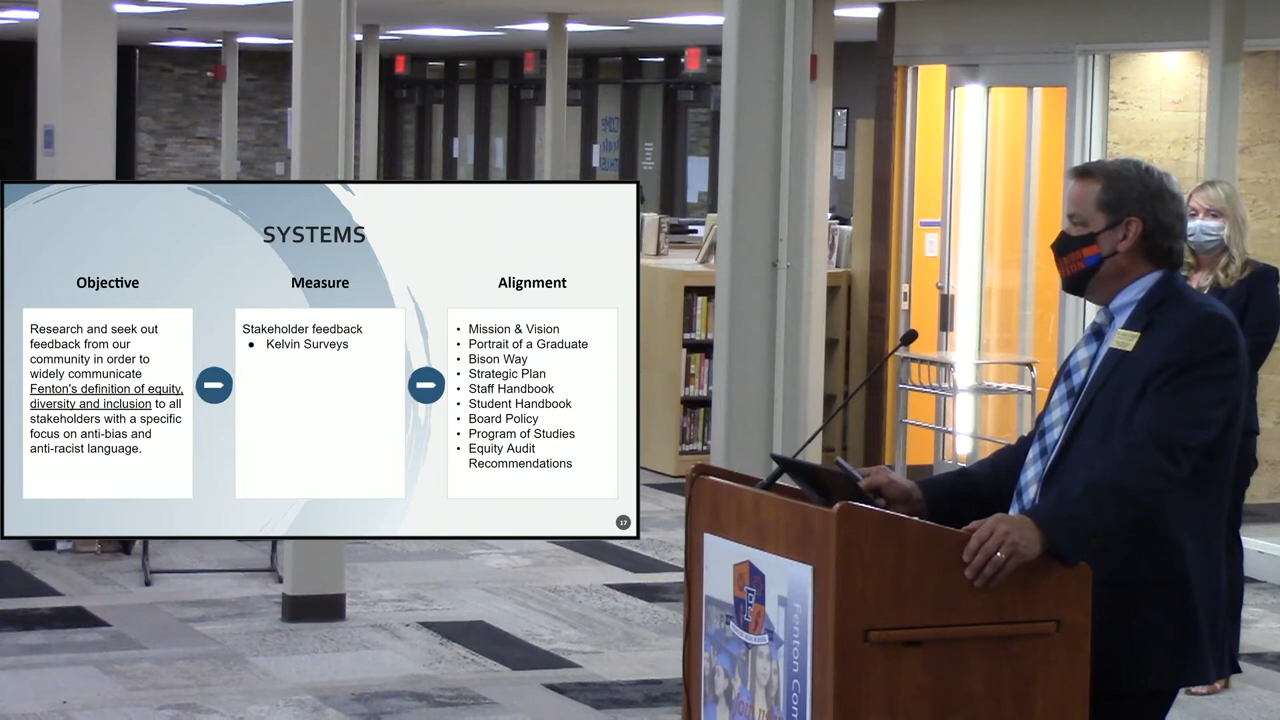 SYSTEMS
Objective
Research and seek out
feedback from our
community in order to
widely communicate
Fenton's definition of equity,
diversity and inclusion to all
stakeholders with a specific
focus on anti-bias and
anti-racist language.
Measure
Stakeholder feedback
● Kelvin Surveys
Alignment
• Mission & Vision
• Portrait of a Graduate
• Bison Way
• Strategic Plan
• Staff Handbook
• Student Handbook
• Board Policy
• Program of Studies
• Equity Audit
Recommendations
17
Fenton Com